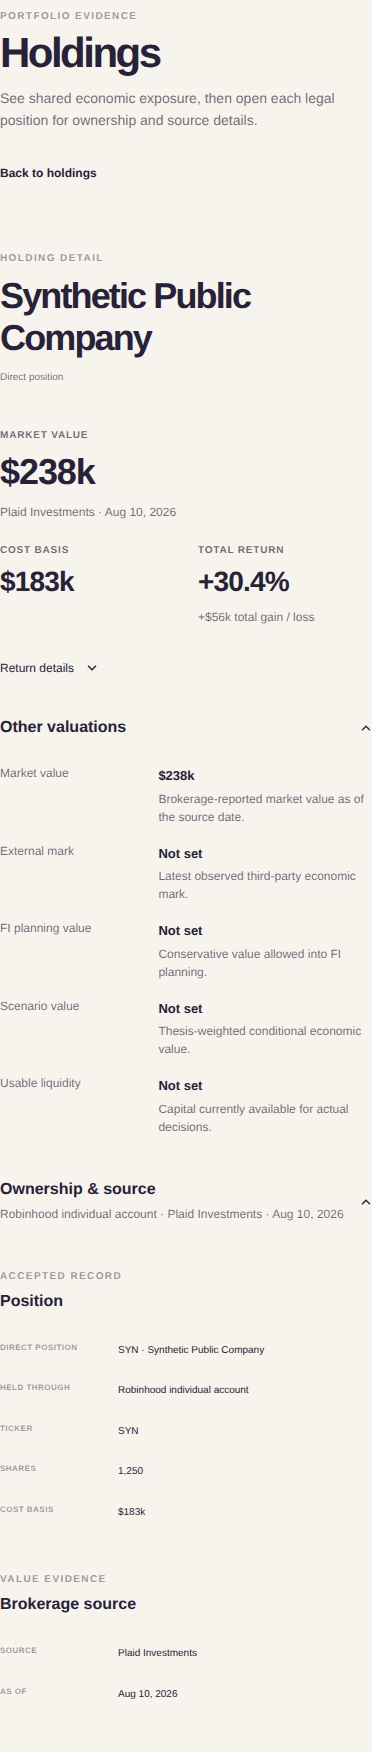 PORTFOLIO EVIDENCE
Holdings
See shared economic exposure, then open each legal
position for ownership and source details.
Back to holdings
HOLDING DETAIL
Synthetic Public
Company
Direct position
MARKET VALUE
$238k
Plaid Investments · Aug 10, 2026
COST BASIS
$183k
TOTAL RETURN
+30.4%
+$56k total gain / loss
Return details
Other valuations
Market value
$238k
Brokerage-reported market value as of
the source date.
External mark
Not set
Latest observed third-party economic
mark.
FI planning value
Not set
Conservative value allowed into FI
planning.
Scenario value
Not set
Thesis-weighted conditional economic
value.
Usable liquidity
Not set
Capital currently available for actual
decisions.
Ownership & source
Robinhood individual account · Plaid Investments · Aug 10, 2026
ACCEPTED RECORD
Position
DIRECT POSITION
SYN · Synthetic Public Company
HELD THROUGH
Robinhood individual account
TICKER
SYN
SHARES
1,250
COST BASIS
$183k
VALUE EVIDENCE
Brokerage source
SOURCE
Plaid Investments
AS OF
Aug 10, 2026